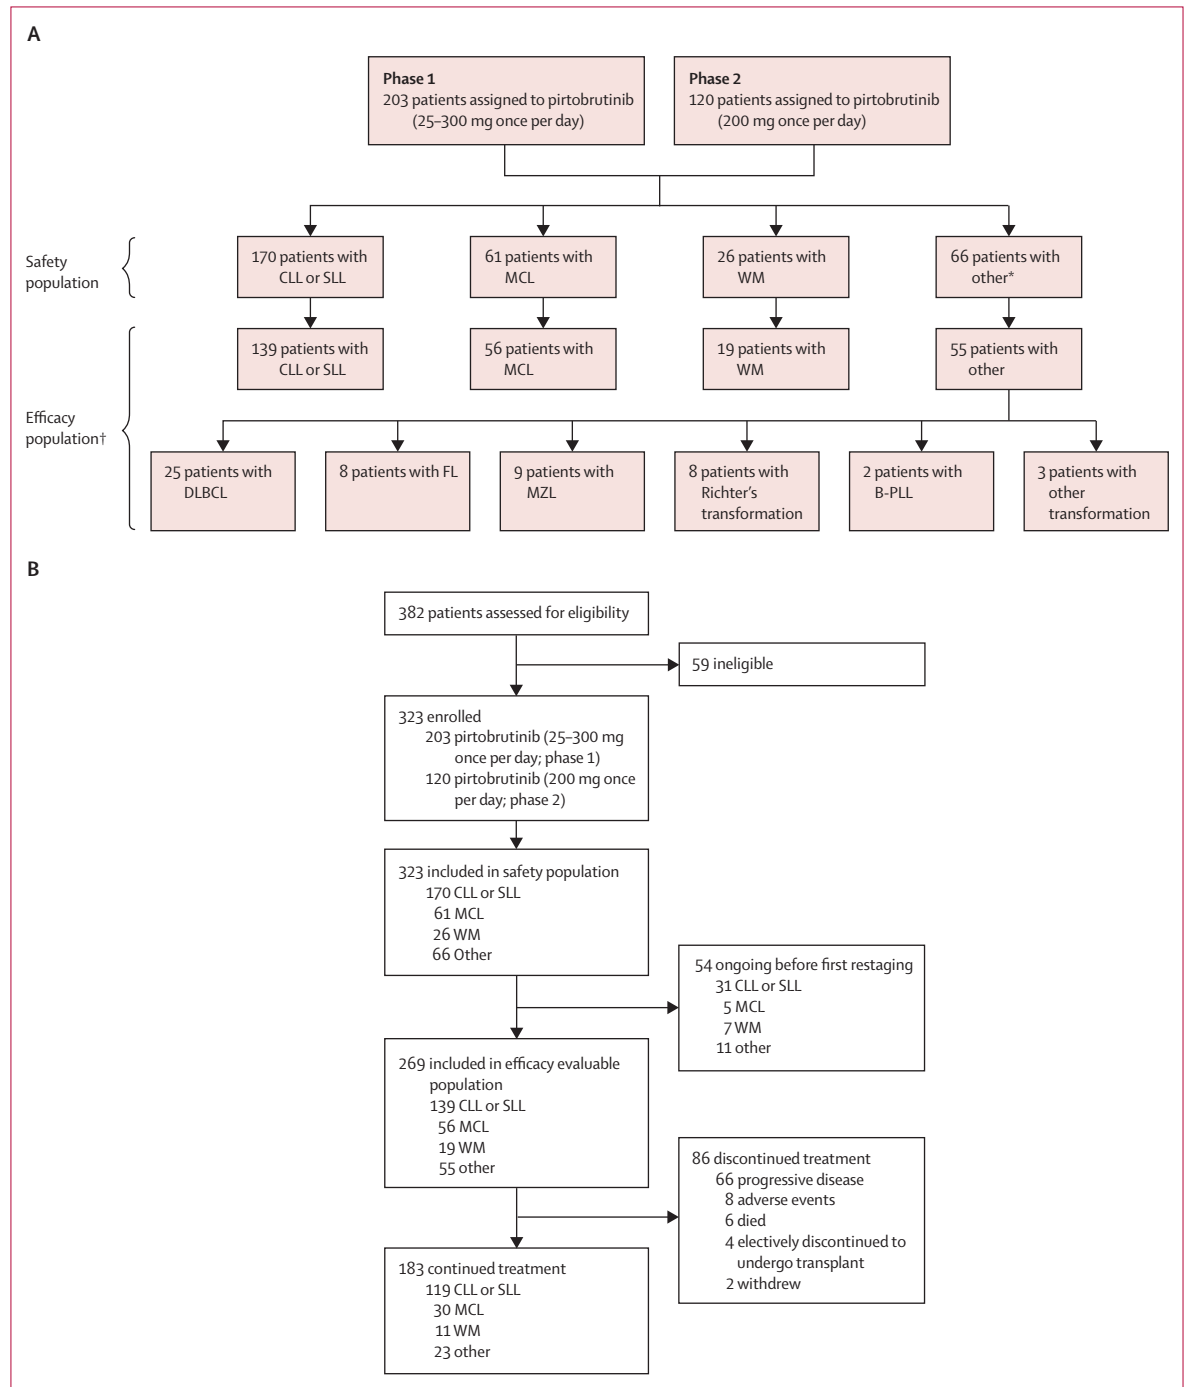 A
Phase 1
203 patients assigned to pirtobrutinib
(25–300 mg once per day)
Phase 2
120 patients assigned to pirtobrutinib
(200 mg once per day)
Safety
population
170 patients with
CLL or SLL
61 patients with
MCL
26 patients with
WM
66 patients with
other*
139 patients with
CLL or SLL
56 patients with
MCL
19 patients with
WM
55 patients with
other
Efficacy
population†
25 patients with
DLBCL
8 patients with FL
9 patients with
MZL
8 patients with
Richter’s
transformation
2 patients with
B-PLL
3 patients with
other
transformation
B
382 patients assessed for eligibility
59 ineligible
323 enrolled
203 pirtobrutinib (25–300 mg
once per day; phase 1)
120 pirtobrutinib (200 mg once
per day; phase 2)
323 included in safety population
170 CLL or SLL
61 MCL
26 WM
66 Other
54 ongoing before first restaging
31 CLL or SLL
5 MCL
7 WM
11 other
269 included in efficacy evaluable
population
139 CLL or SLL
56 MCL
19 WM
55 other
86 discontinued treatment
66 progressive disease
8 adverse events
6 died
4 electively discontinued to
undergo transplant
2 withdrew
183 continued treatment
119 CLL or SLL
30 MCL
11 WM
23 other